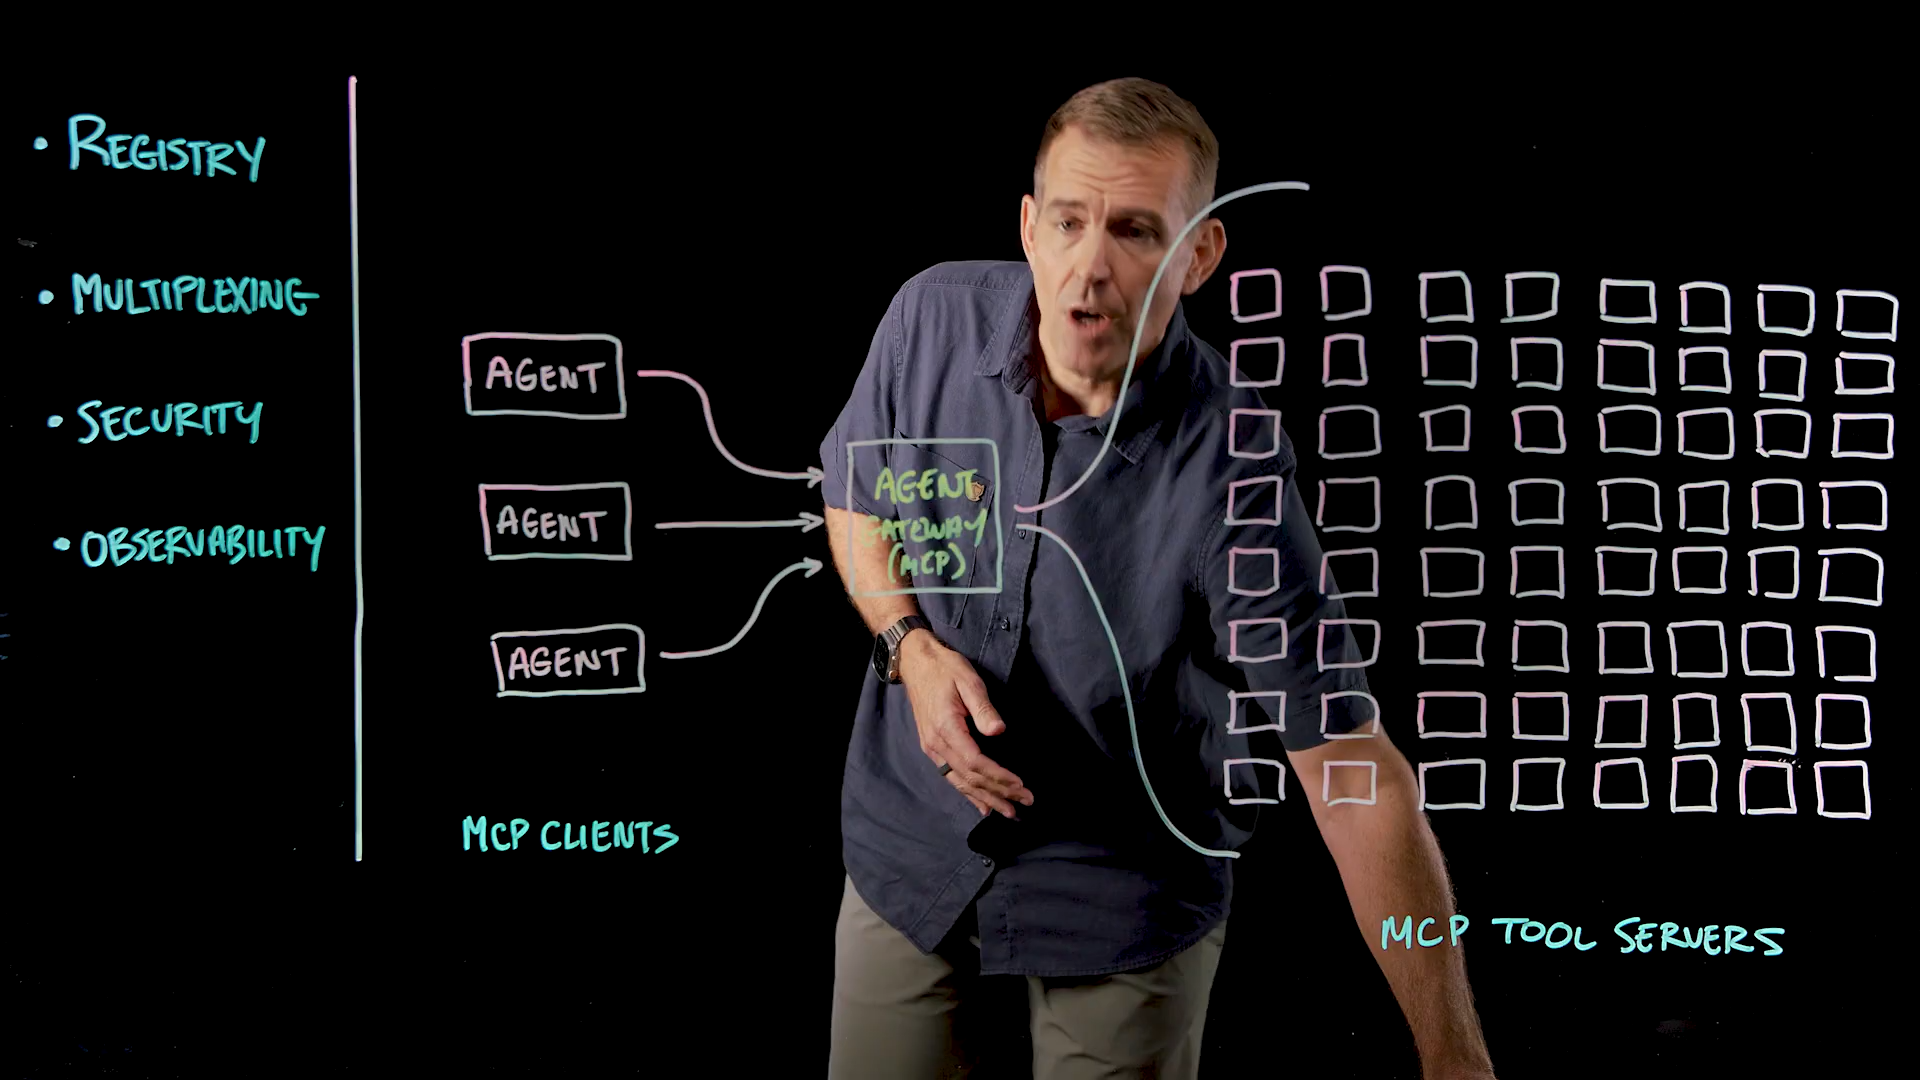 • REGISTRY
• MULTIPLEXING
• SECURITY
• OBSERVABILITY
AGENT
AGENT
AGENT
MCP CLIENTS
AGENT
GATEWAY
(MCP)
MCP TOOL SERVERS